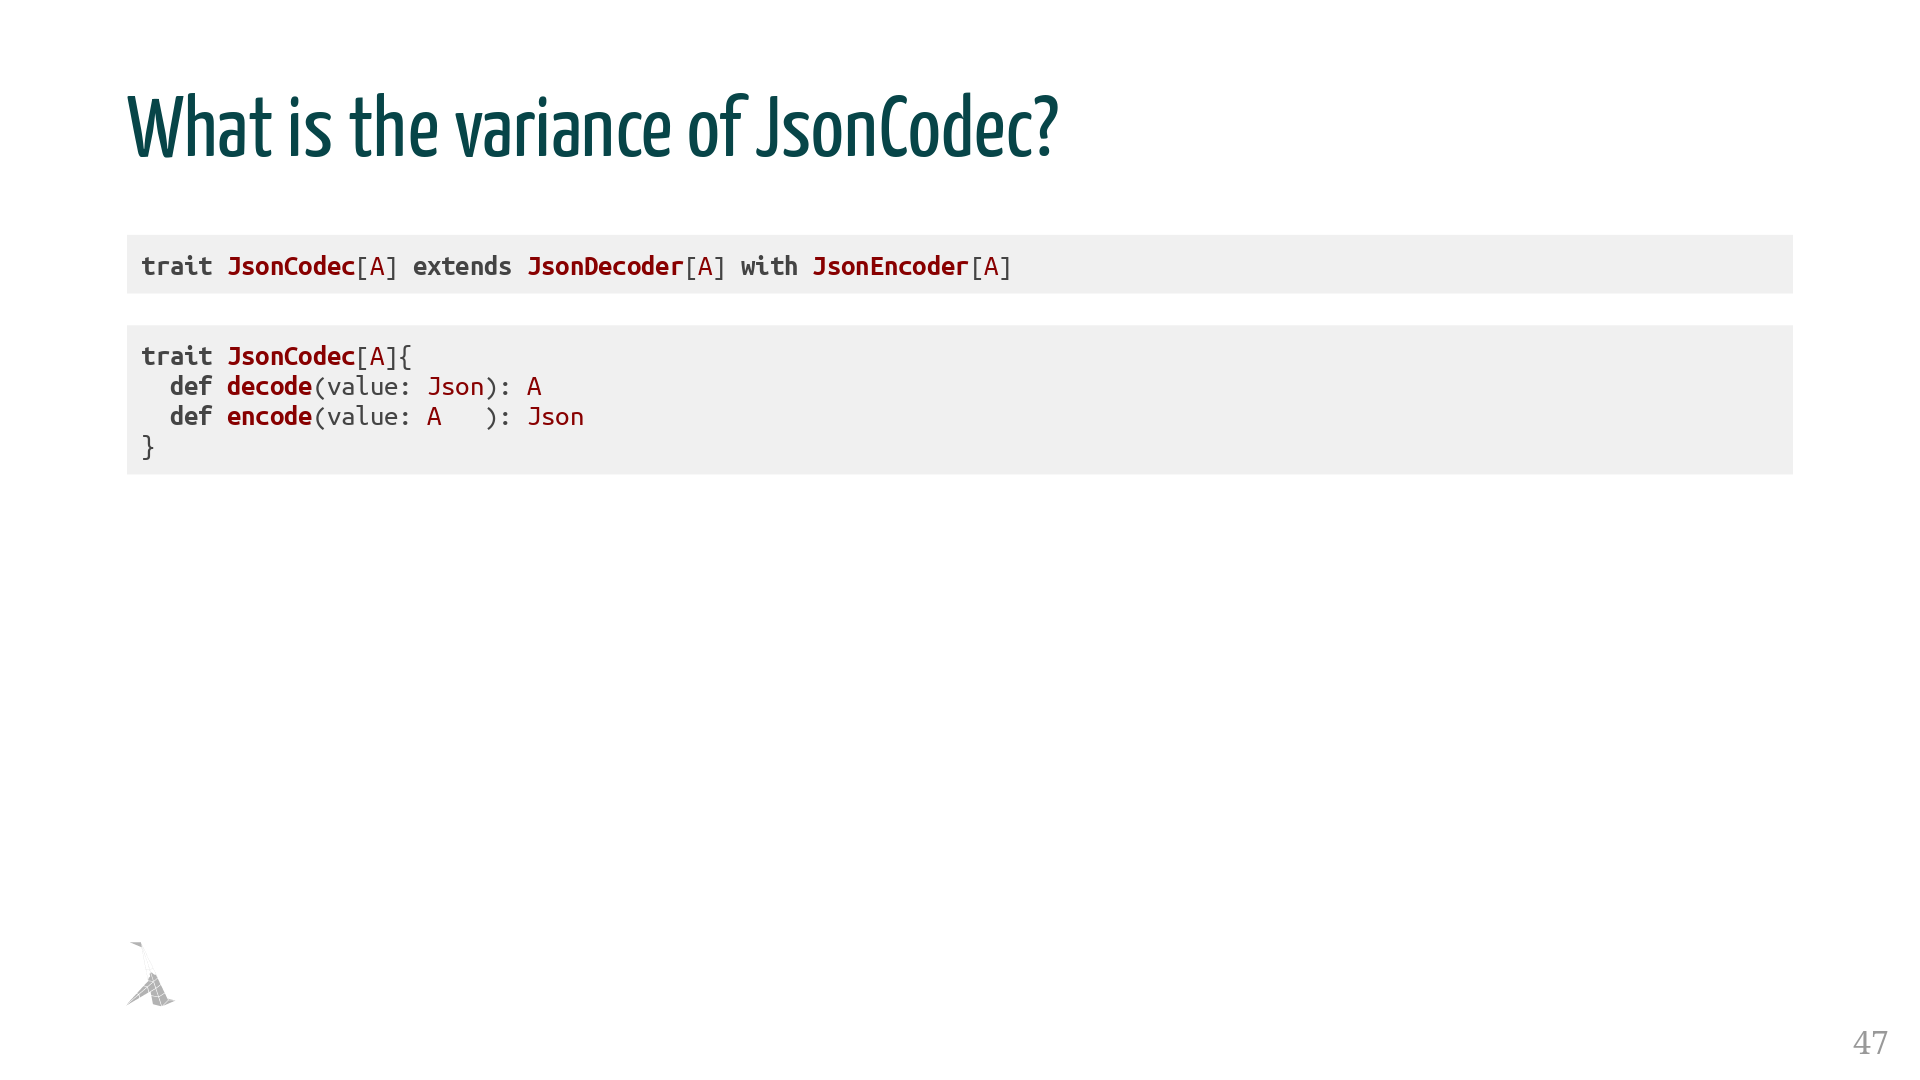 What is the variance of JsonCodec?
trait JsonCodec[A] extends JsonDecoder[A] with JsonEncoder[A]
trait JsonCodec[A]{
  def decode(value: Json): A
  def encode(value: A   ): Json
}
47